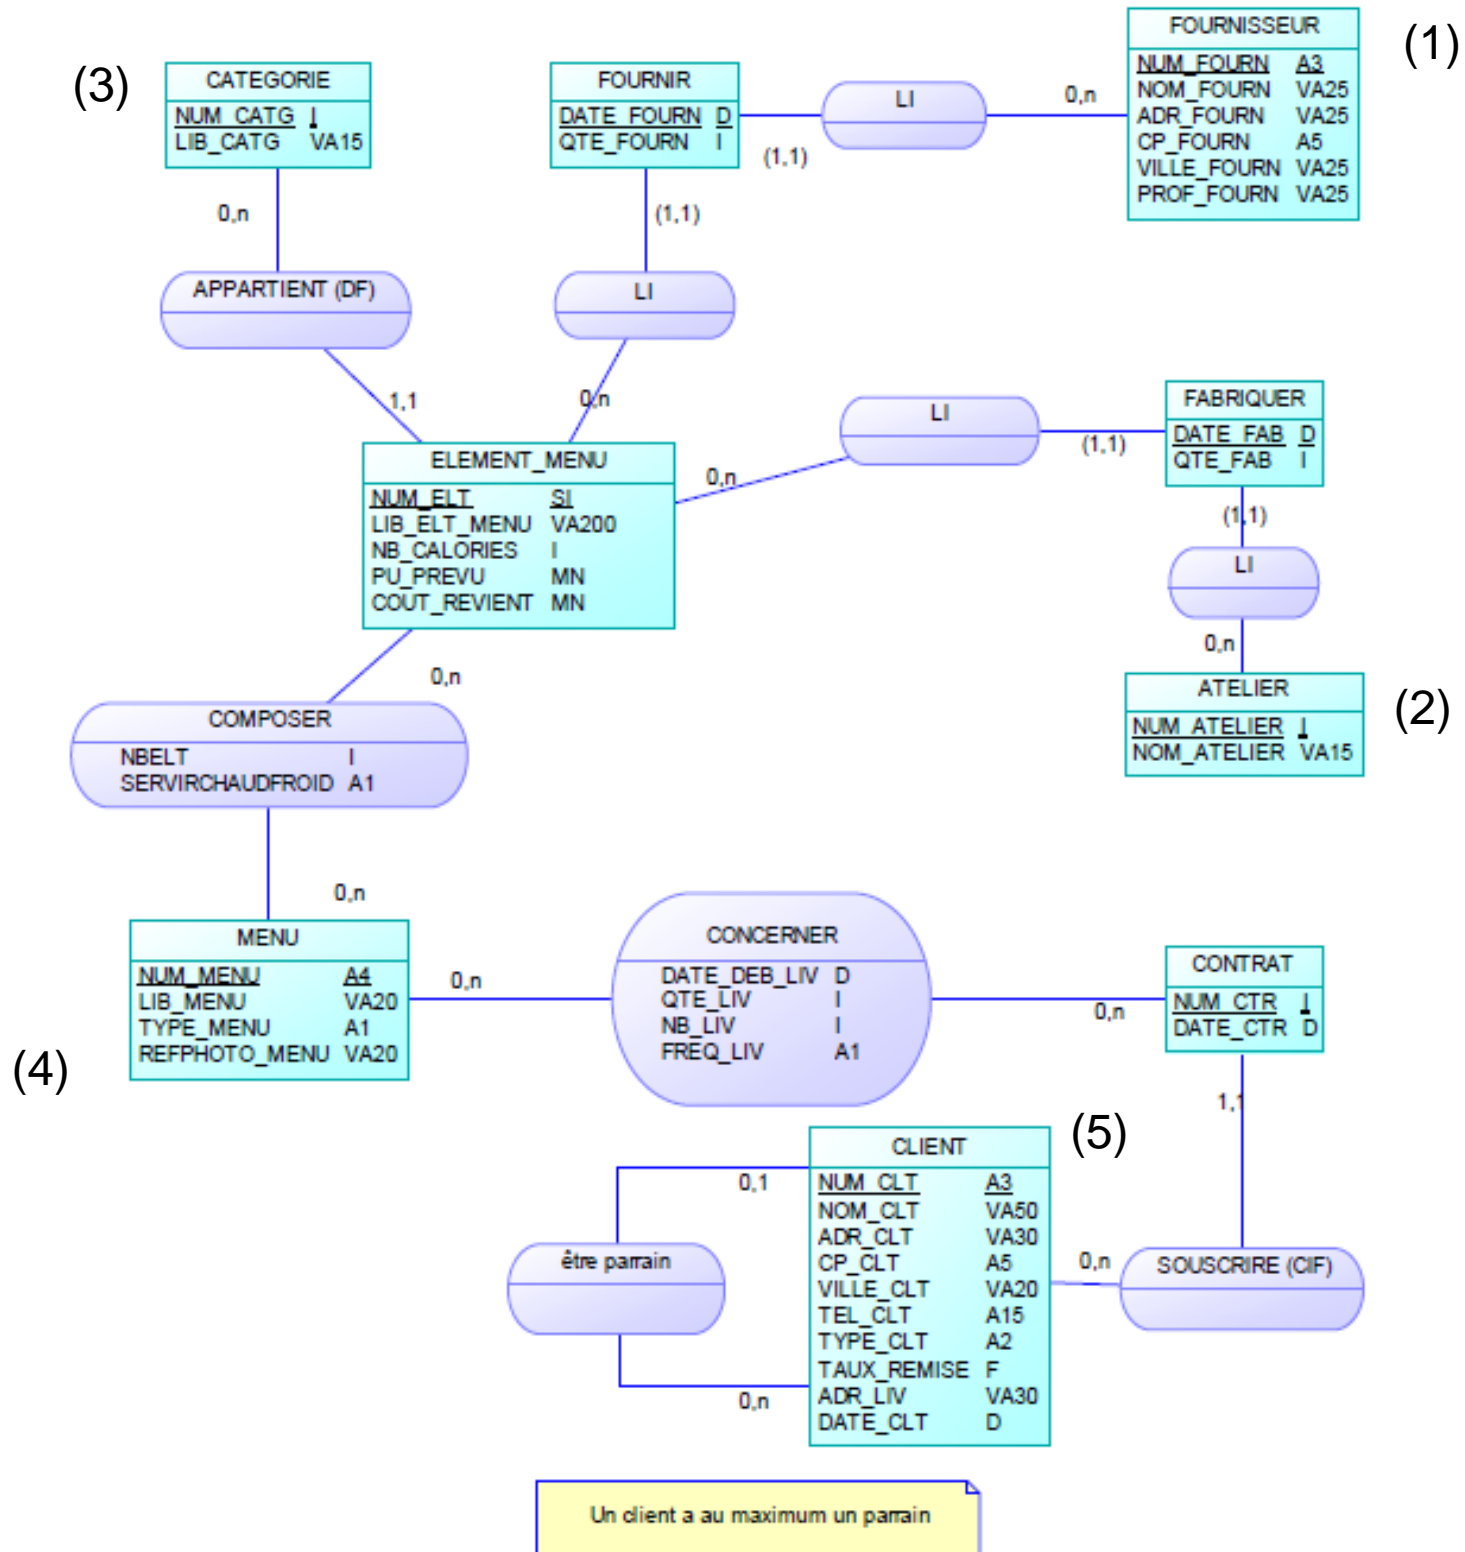 (1)
FOURNISSEUR
NUM_FOURN A3
NOM_FOURN VA25
ADR_FOURN VA25
CP_FOURN A5
VILLE_FOURN VA25
PROF_FOURN VA25
0,n
LI
(1,1)
FOURNIR
DATE_FOURN D
QTE_FOURN I
(1,1)
LI
0,n
(3)
CATEGORIE
NUM_CATG I
LIB_CATG VA15
0,n
APPARTIENT (DF)
1,1
ELEMENT_MENU
NUM_ELT SI
LIB_ELT_MENU VA200
NB_CALORIES I
PU_PREVU MN
COUT_REVIENT MN
0,n
LI
(1,1)
FABRIQUER
DATE_FAB D
QTE_FAB I
(1,1)
LI
0,n
ATELIER
NUM_ATELIER I
NOM_ATELIER VA15
(2)
0,n
COMPOSER
NBELT I
SERVIRCHAUDFROID A1
0,n
MENU
NUM_MENU A4
LIB_MENU VA20
TYPE_MENU A1
REFPHOTO_MENU VA20
(4)
0,n
CONCERNER
DATE_DEB_LIV D
QTE_LIV I
NB_LIV I
FREQ_LIV A1
0,n
CONTRAT
NUM_CTR I
DATE_CTR D
1,1
SOUSCRIRE (CIF)
0,n
(5)
CLIENT
NUM_CLT A3
NOM_CLT VA50
ADR_CLT VA30
CP_CLT A5
VILLE_CLT VA20
TEL_CLT A15
TYPE_CLT A2
TAUX_REMISE F
ADR_LIV VA30
DATE_CLT D
0,1
être parrain
0,n
Un client a au maximum un parrain